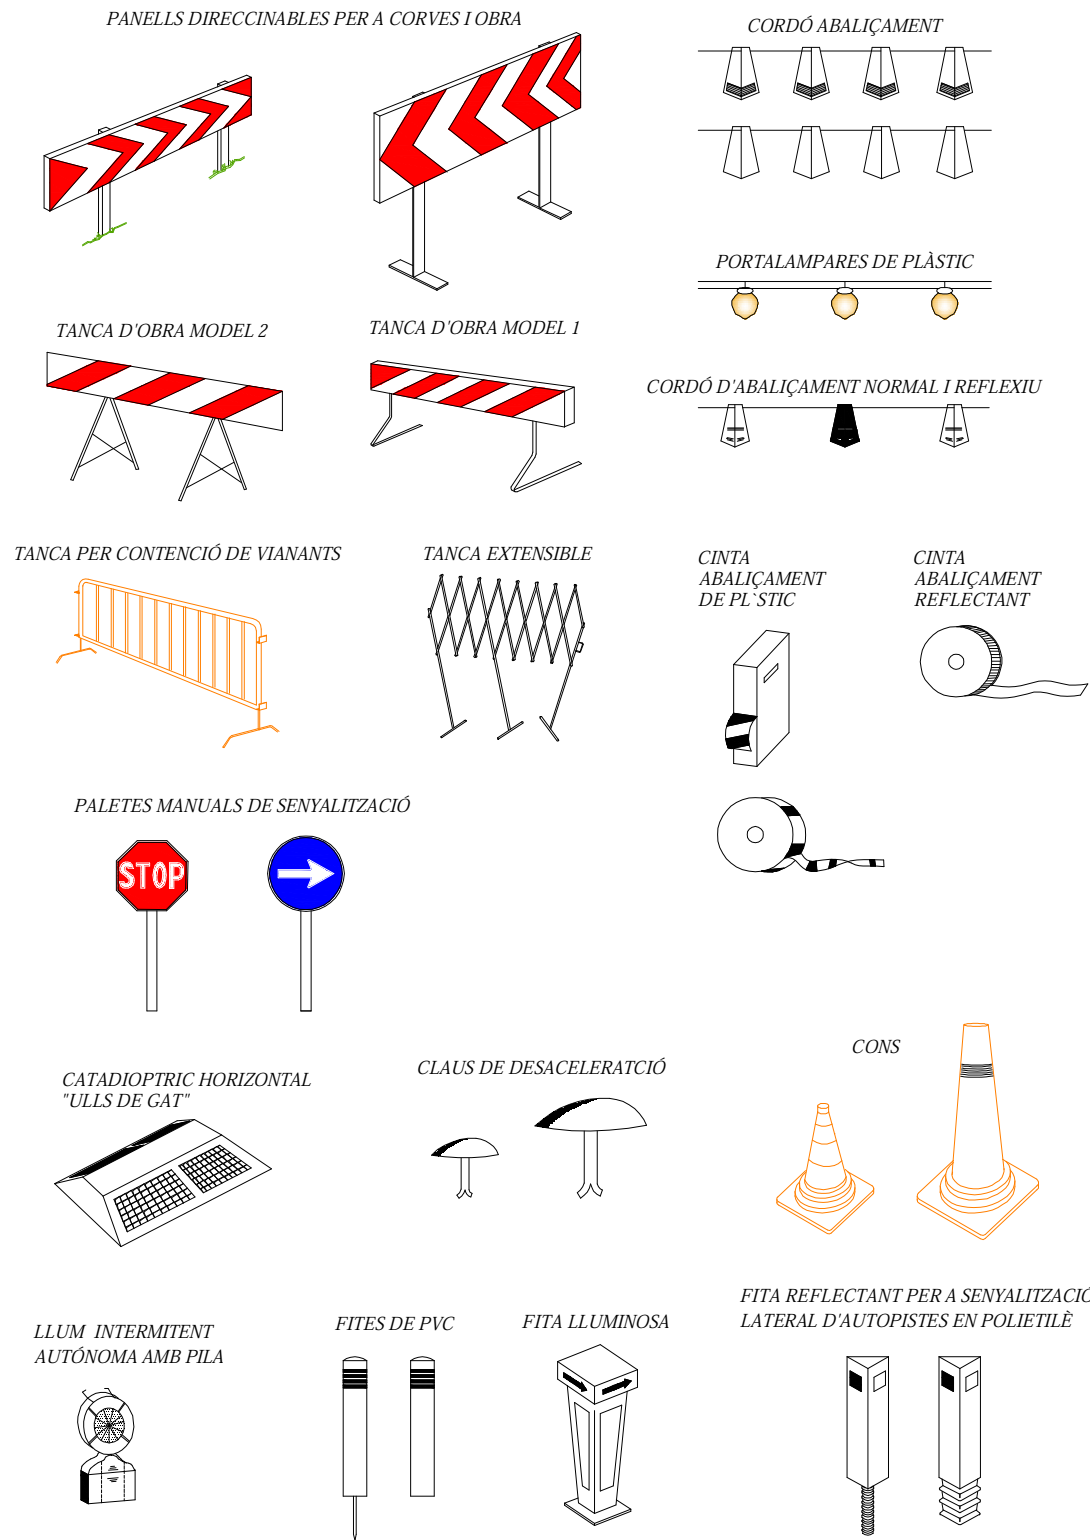 PANELLS DIRECCINABLES PER A CORVES I OBRA
CORDÓ ABALIÇAMENT
PORTALAMPARES DE PLÀSTIC
TANCA D'OBRA MODEL 2
TANCA D'OBRA MODEL 1
CORDÓ D'ABALIÇAMENT NORMAL I REFLEXIU
TANCA PER CONTENCIÓ DE VIANANTS
TANCA EXTENSIBLE
CINTA
ABALIÇAMENT
DE PL`STIC
CINTA
ABALIÇAMENT
REFLECTANT
PALETES MANUALS DE SENYALITZACIÓ
STOP
CATADIOPTRIC HORIZONTAL
"ULLS DE GAT"
CLAUS DE DESACELERATCIÓ
CONS
LLUM INTERMITENT
AUTÓNOMA AMB PILA
FITES DE PVC
FITA LLUMINOSA
FITA REFLECTANT PER A SENYALITZACIÓ
LATERAL D'AUTOPISTES EN POLIETILÈ